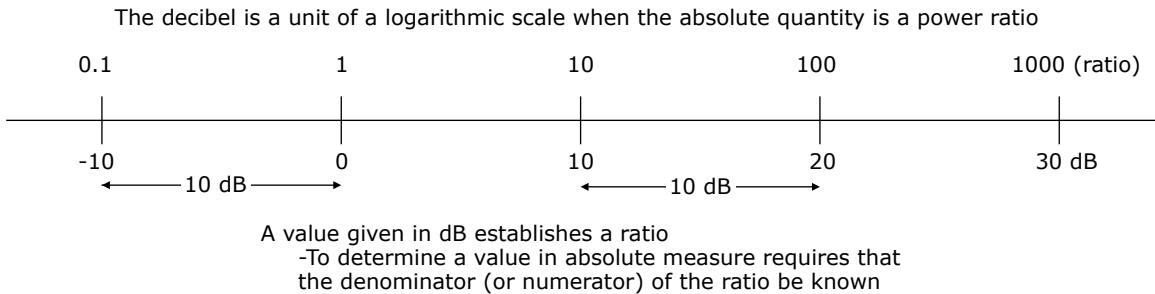 The decibel is a unit of a logarithmic scale when the absolute quantity is a power ratio
0.1 1 10 100 1000 (ratio)
-10 0 10 20 30 dB
10 dB 10 dB
A value given in dB establishes a ratio
-To determine a value in absolute measure requires that
the denominator (or numerator) of the ratio be known